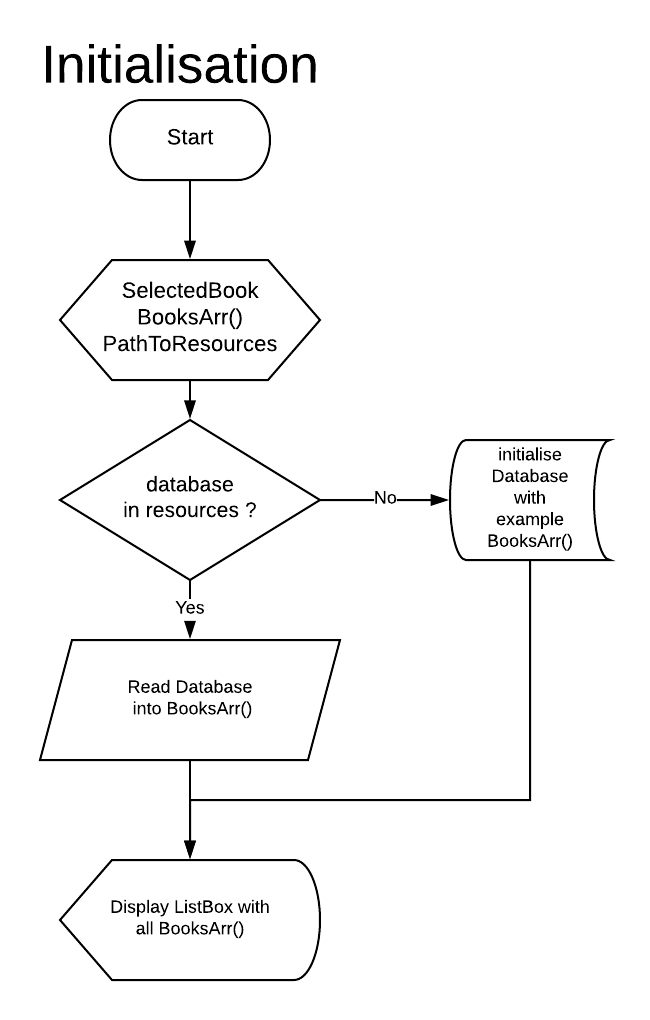 Initialisation
Start
SelectedBook
BooksArr()
PathToResources
database
in resources ?
No
initialise
Database
with
example
BooksArr()
Yes
Read Database
into BooksArr()
Display ListBox with
all BooksArr()